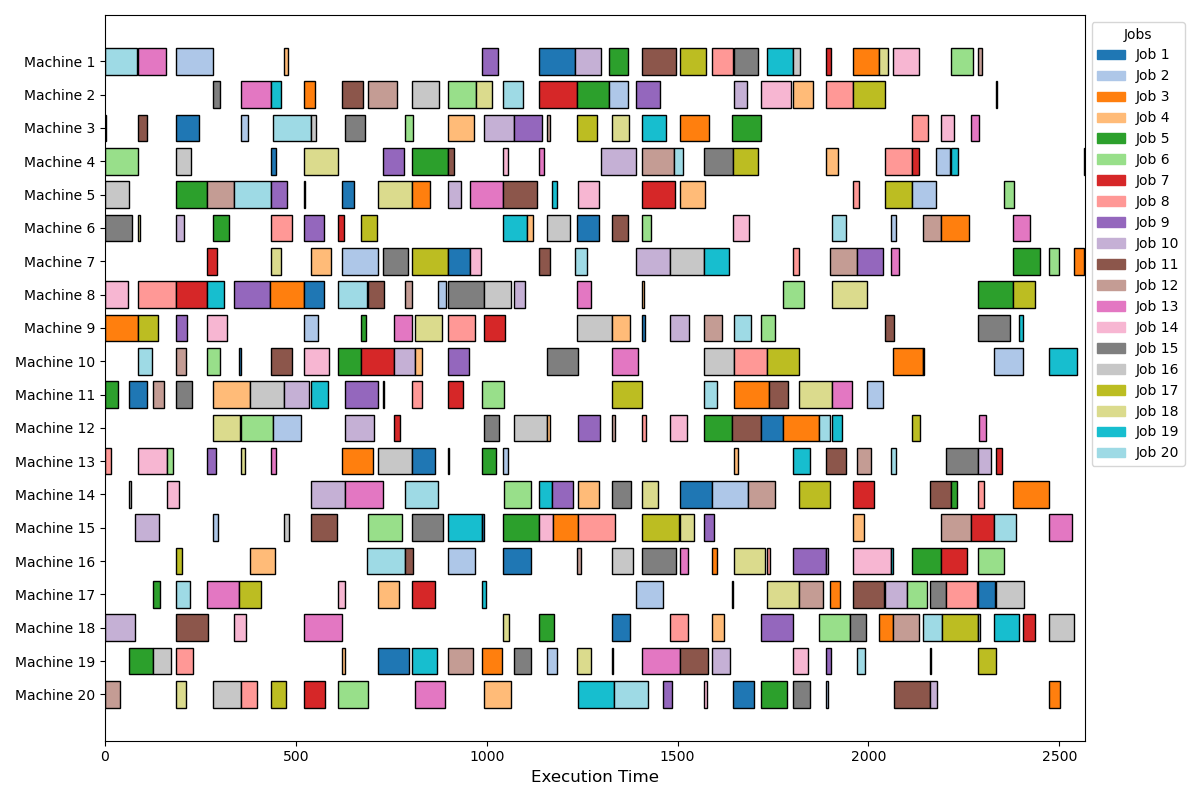 Machine 1
Machine 2
Machine 3
Machine 4
Machine 5
Machine 6
Machine 7
Machine 8
Machine 9
Machine 10
Machine 11
Machine 12
Machine 13
Machine 14
Machine 15
Machine 16
Machine 17
Machine 18
Machine 19
Machine 20
0 500 1000 1500 2000 2500
Execution Time
Jobs
Job 1
Job 2
Job 3
Job 4
Job 5
Job 6
Job 7
Job 8
Job 9
Job 10
Job 11
Job 12
Job 13
Job 14
Job 15
Job 16
Job 17
Job 18
Job 19
Job 20